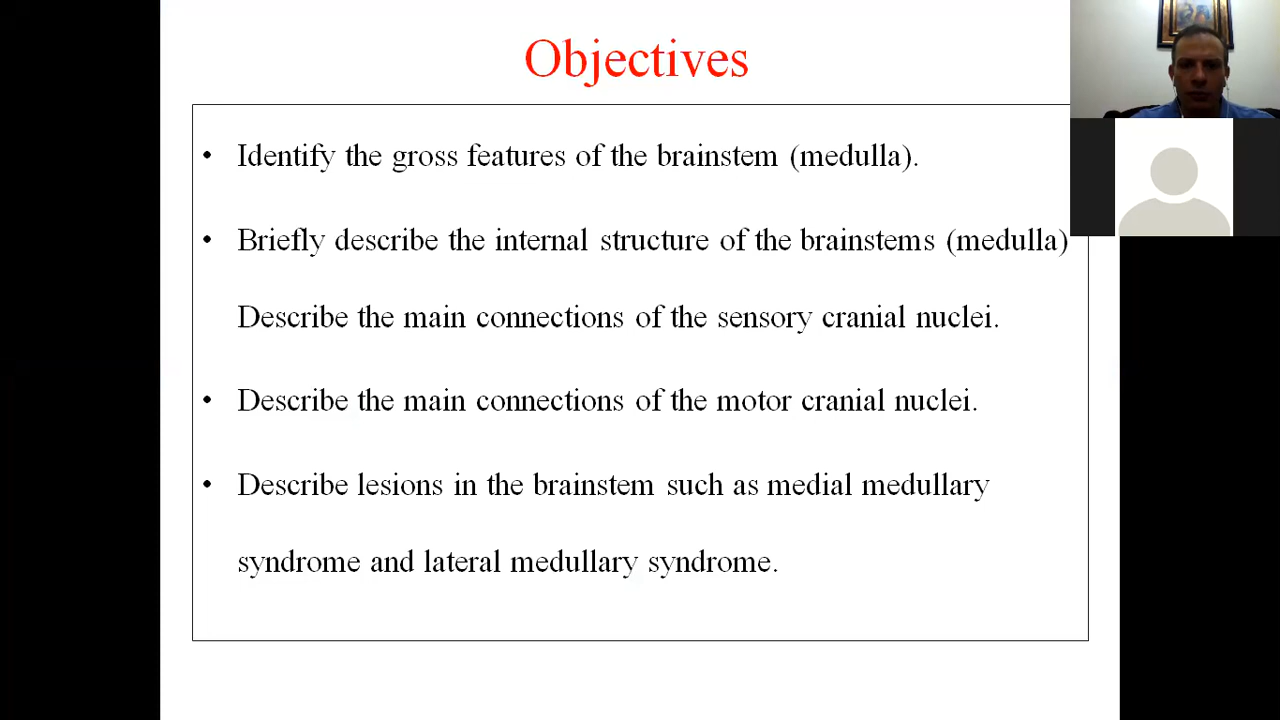 Objectives
• Identify the gross features of the brainstem (medulla).
• Briefly describe the internal structure of the brainstems (medulla)
Describe the main connections of the sensory cranial nuclei.
• Describe the main connections of the motor cranial nuclei.
• Describe lesions in the brainstem such as medial medullary
syndrome and lateral medullary syndrome.